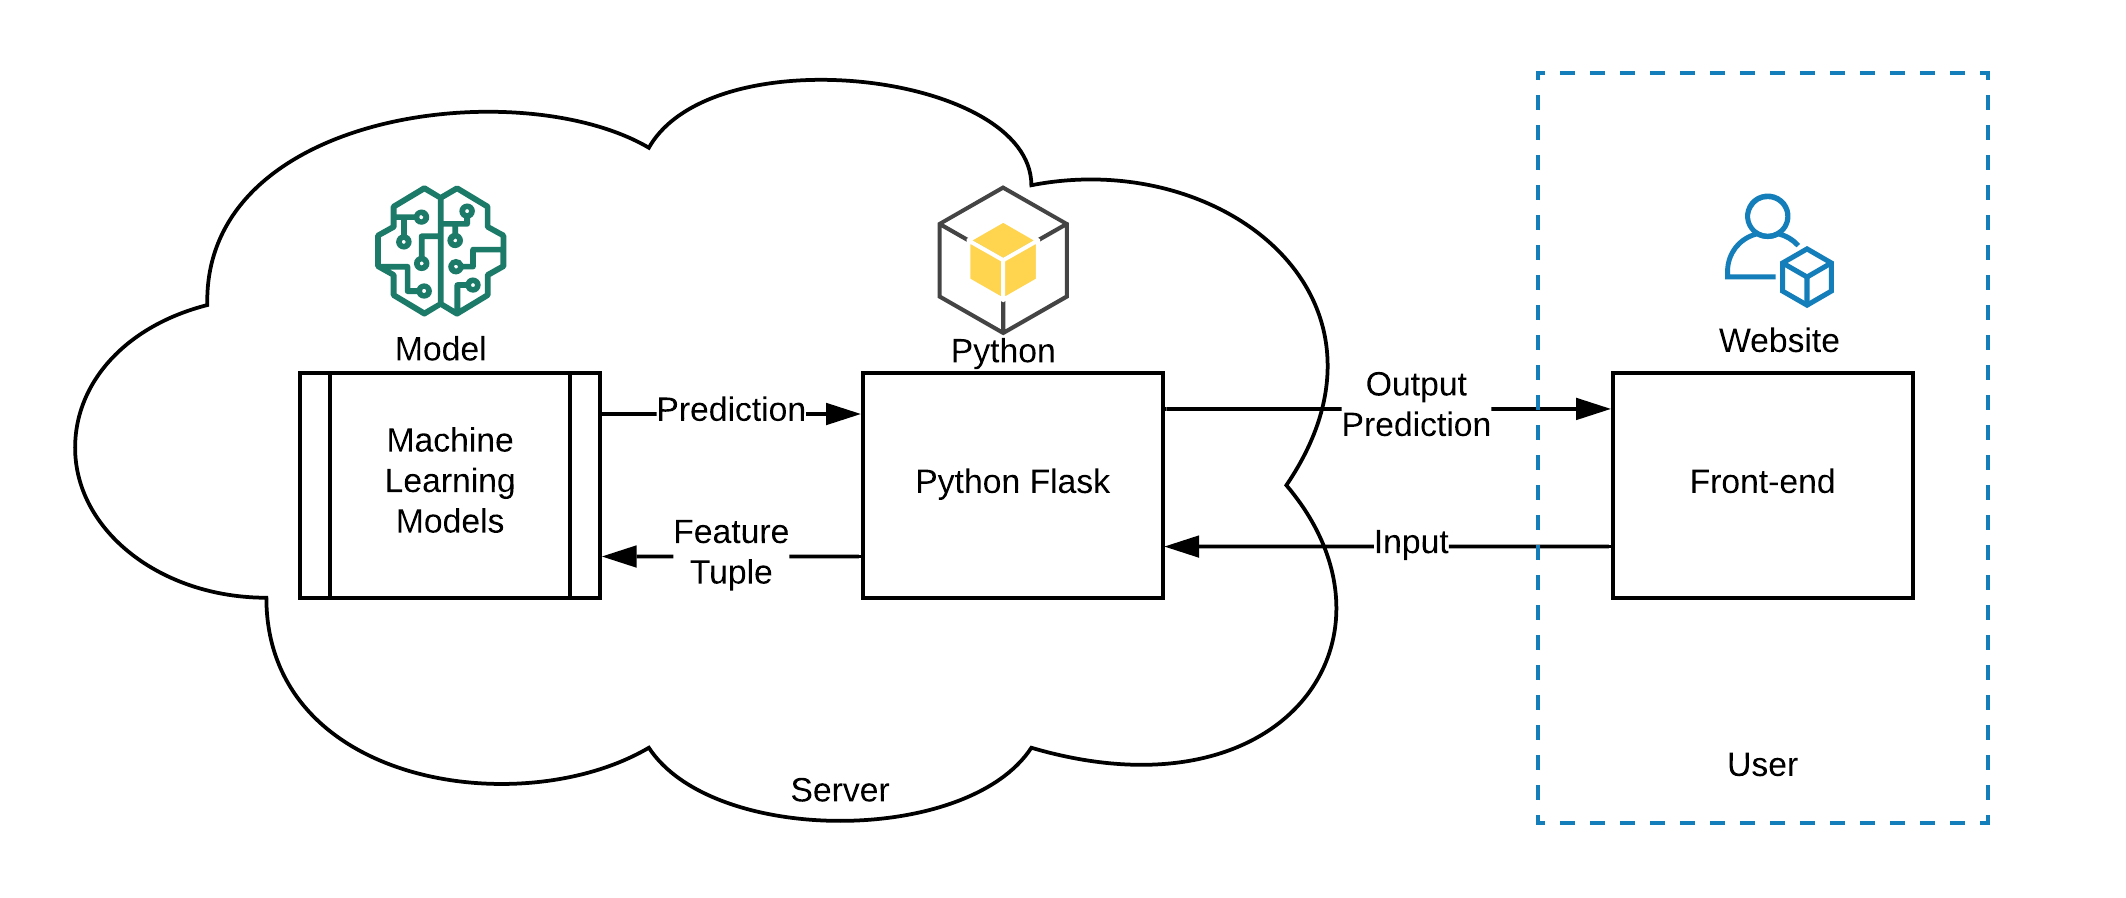 Model
Machine
Learning
Models
Prediction
Feature
Tuple
Python
Python Flask
Output
Prediction
Input
Website
Front-end
Server
User